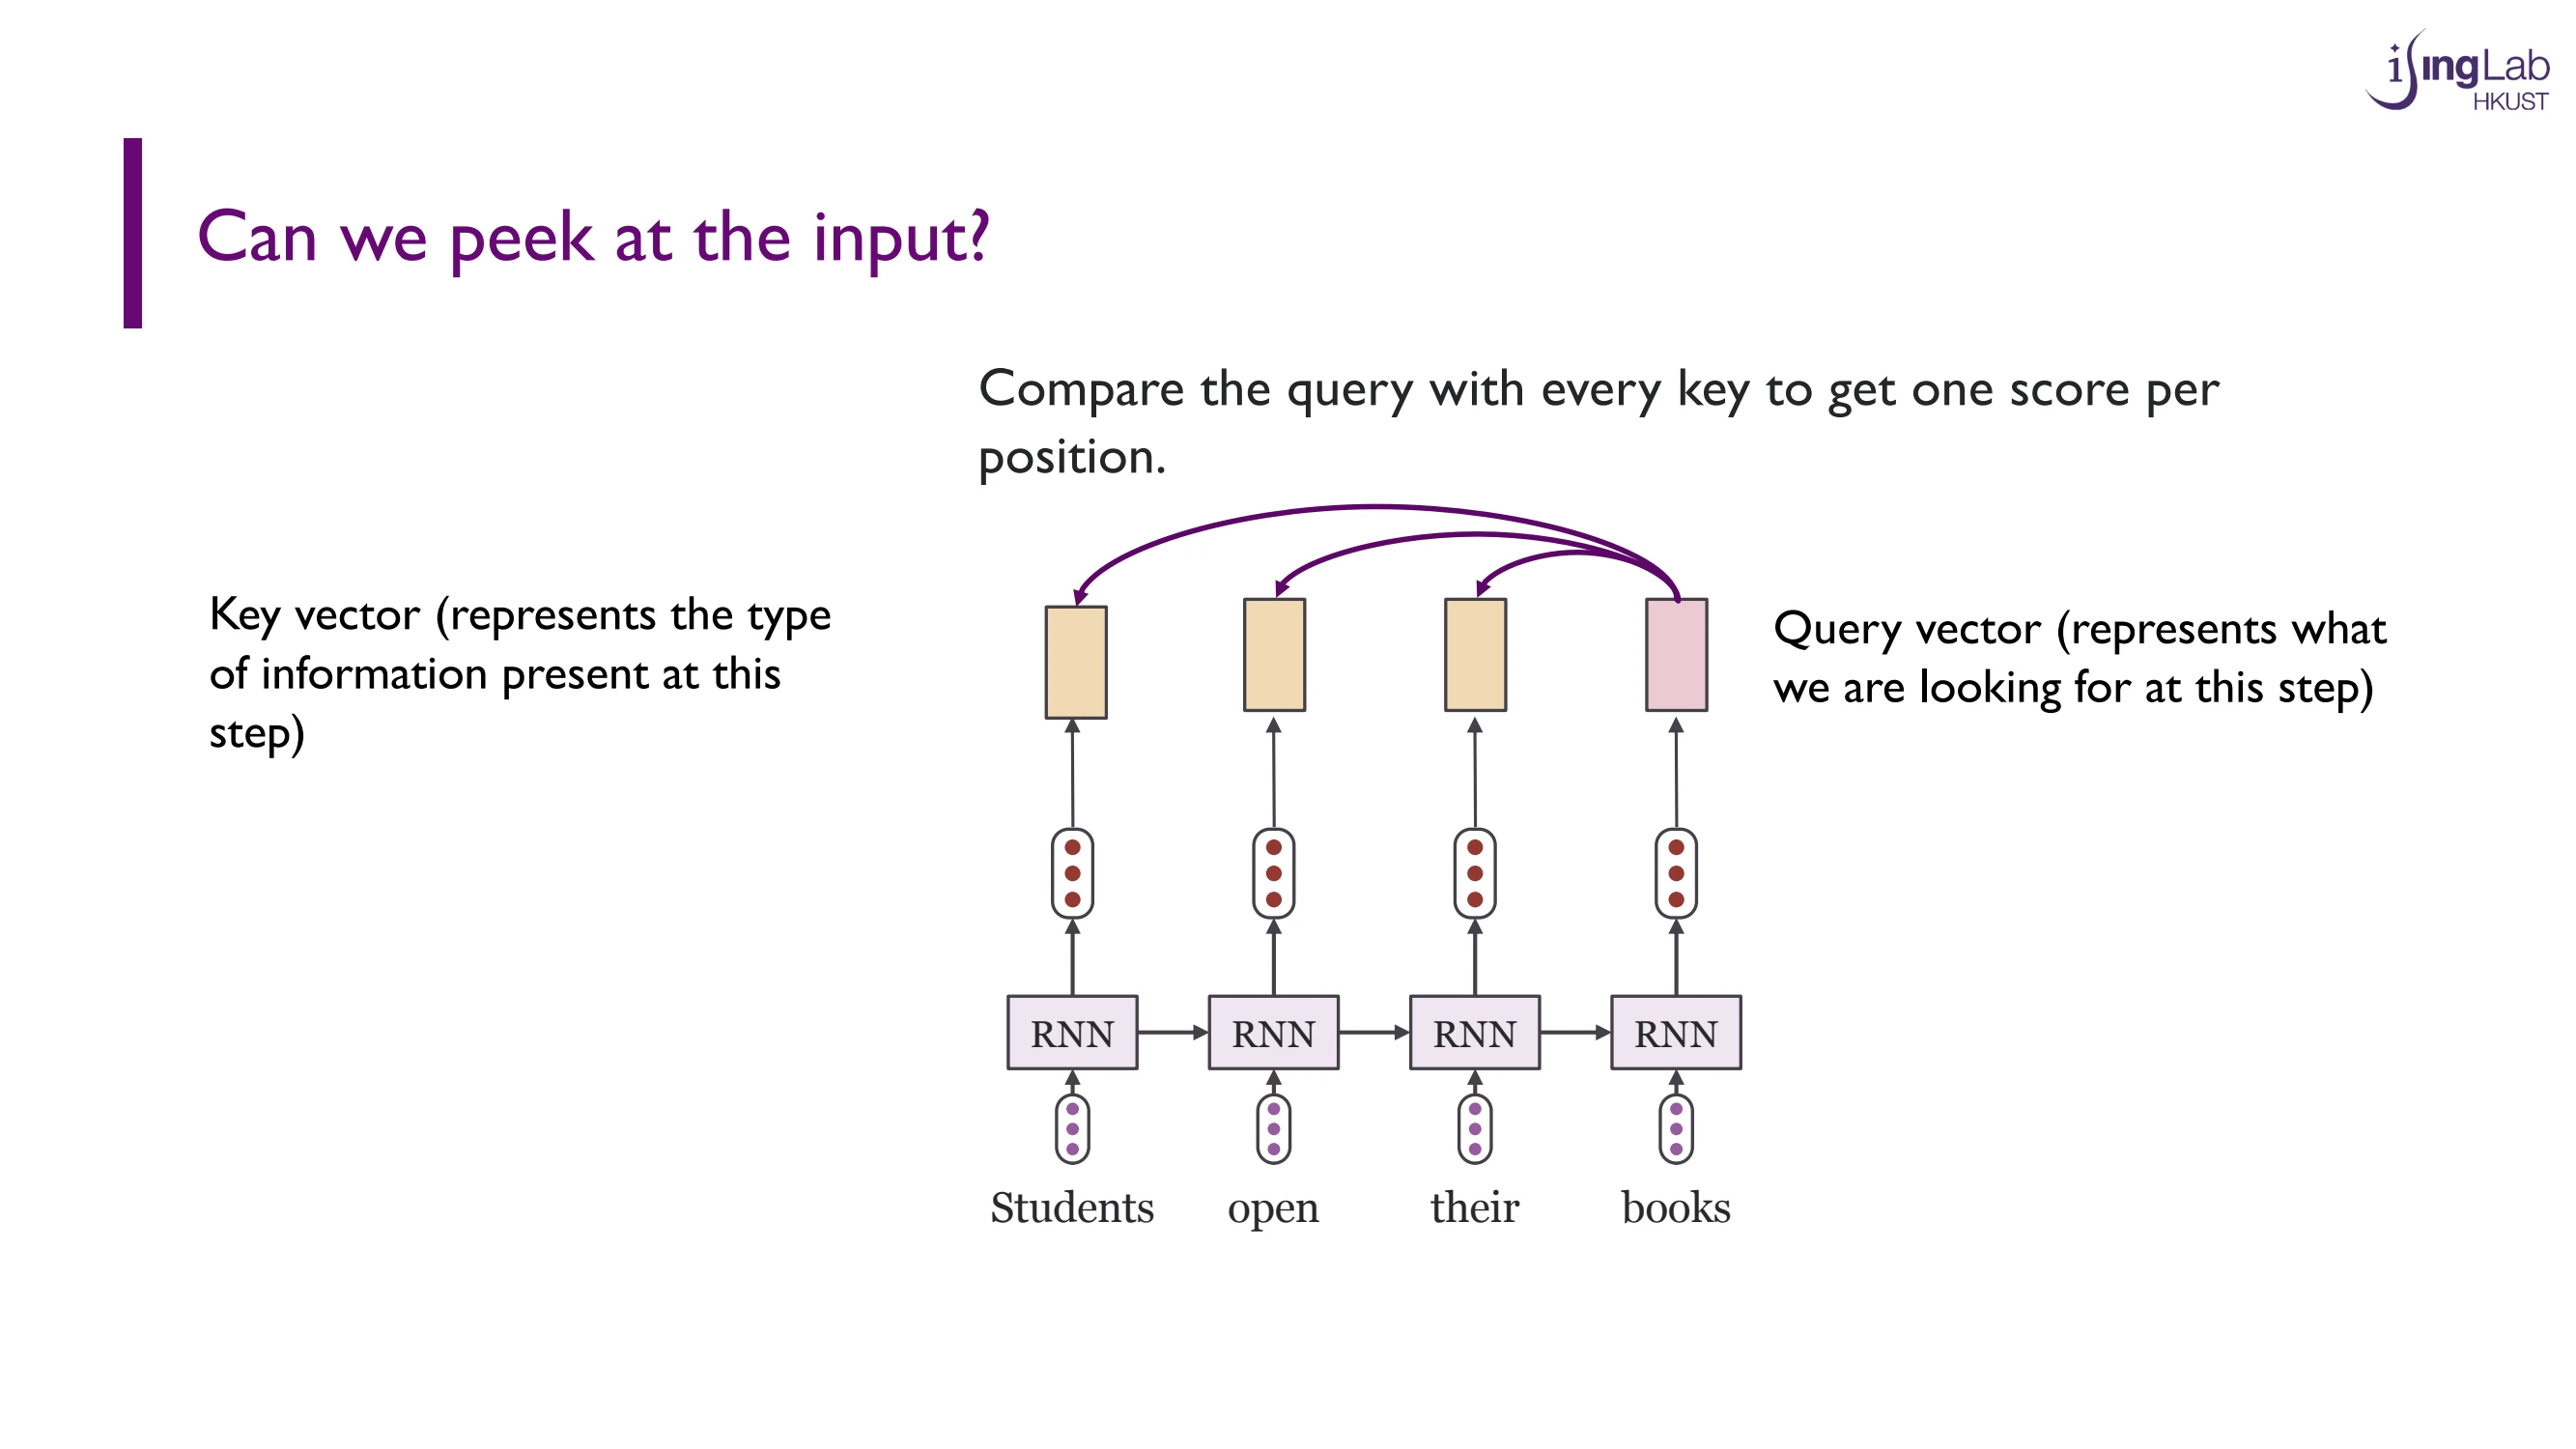 isingLab
HKUST
Can we peek at the input?
Compare the query with every key to get one score per
position.
Key vector (represents the type
of information present at this
step)
Query vector (represents what
we are looking for at this step)
RNN RNN RNN RNN
Students open their books